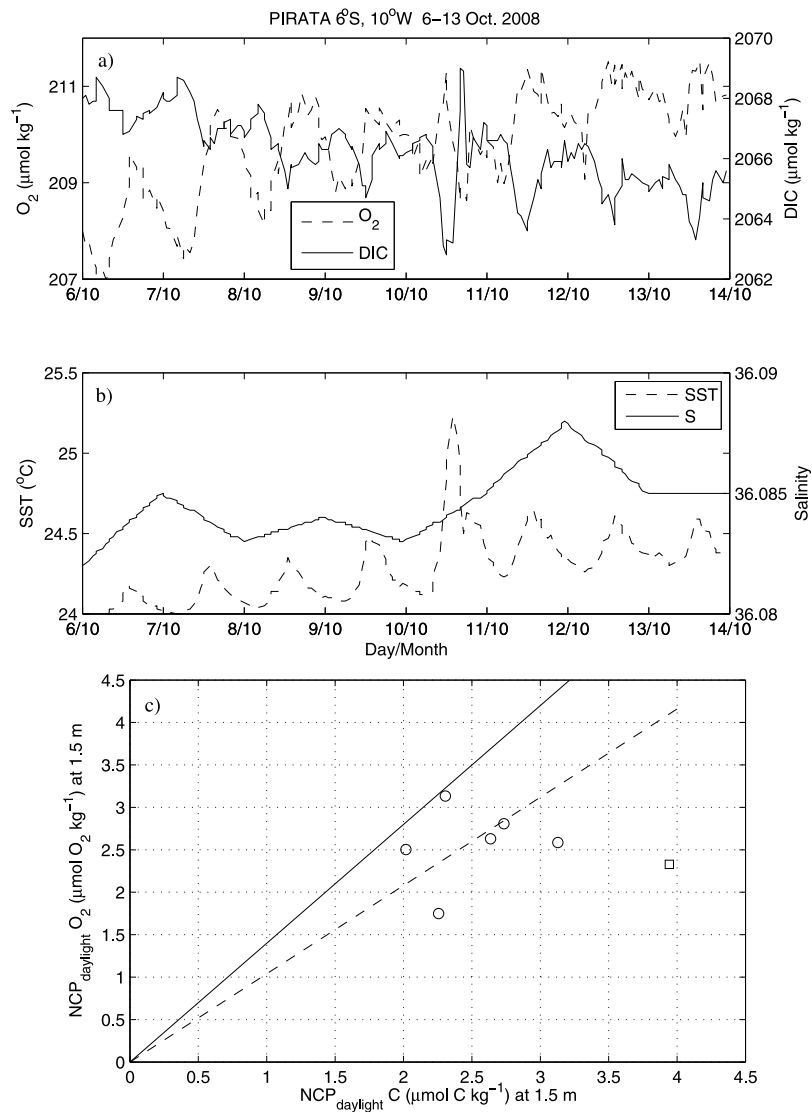 PIRATA 6°S, 10°W 6−13 Oct. 2008
a)
211
209
207
O2 (μmol kg−1)
2070
2068
2066
2064
2062
DIC (μmol kg−1)
O2
DIC
6/10 7/10 8/10 9/10 10/10 11/10 12/10 13/10 14/10
b)
25.5
25
24.5
24
SST (°C)
36.09
36.085
36.08
Salinity
SST
S
6/10 7/10 8/10 9/10 10/10 11/10 12/10 13/10 14/10
Day/Month
c)
4.5
4
3.5
3
2.5
2
1.5
1
0.5
0
NCPdaylight O2 (μmol O2 kg−1) at 1.5 m
0 0.5 1 1.5 2 2.5 3 3.5 4 4.5
NCPdaylight C (μmol C kg−1) at 1.5 m